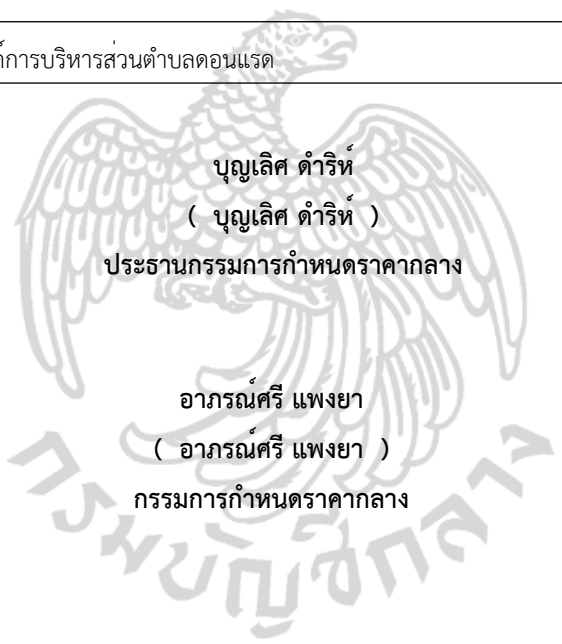 การบริหารส่วนตำบลดอนแรด
บุญเลิศ ดำริห์
( บุญเลิศ ดำริห์ )
ประธานกรรมการกำหนดราคากลาง
อาภรณ์ศรี แพงยา
( อาภรณ์ศรี แพงยา )
กรรมการกำหนดราคากลาง
กรมบัญชีกลาง